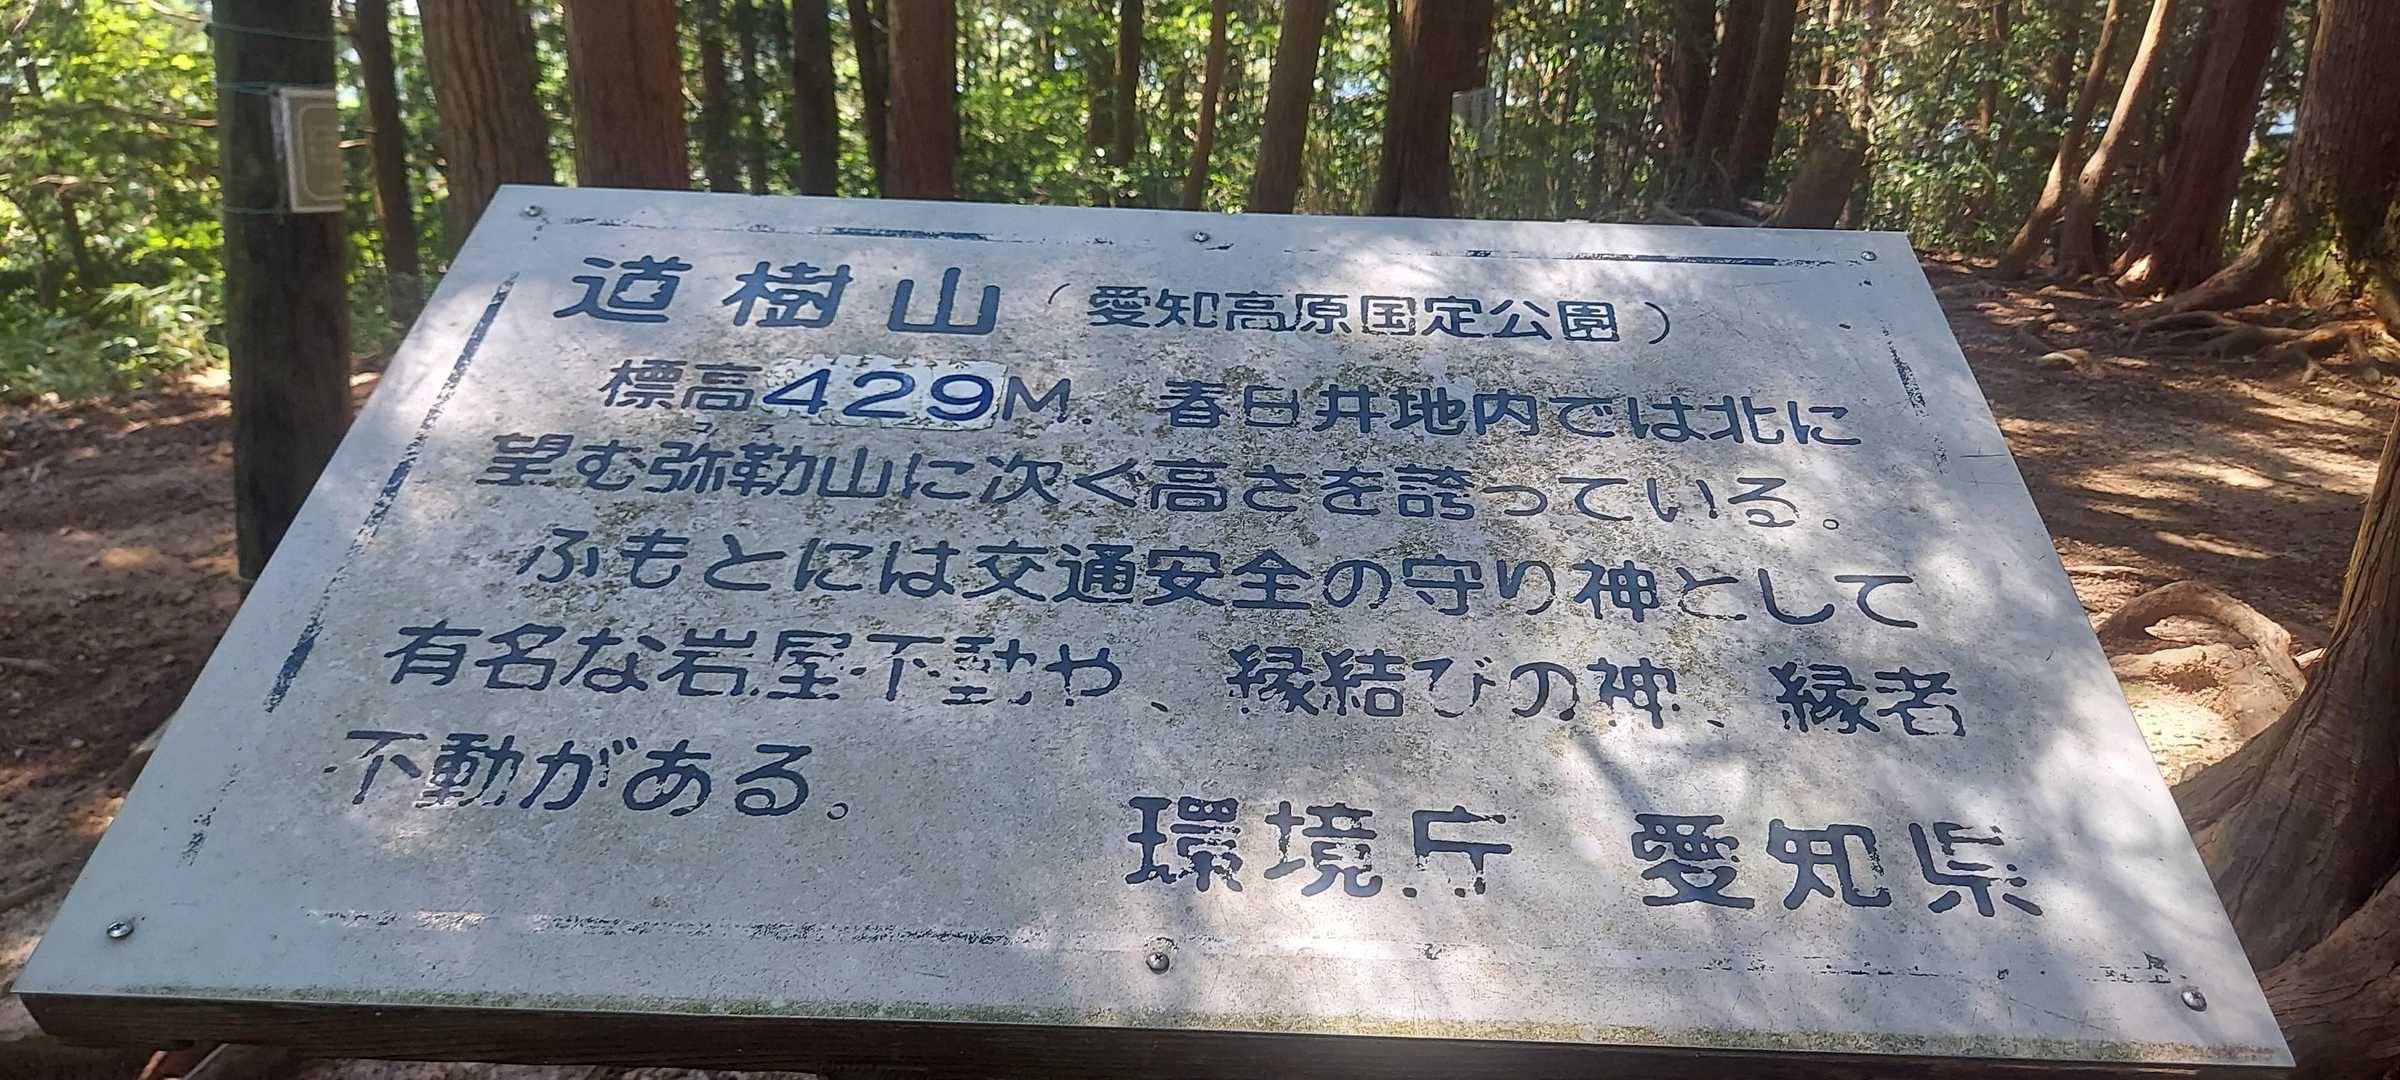 道樹山（愛知高原国定公園）
標高429M．春日井地内では北に
望む弥勒山に次ぐ高さを誇っている。
ふもとには交通安全の守り神として
有名な岩屋不動や、縁結びの神、縁者
不動がある。
環境庁 愛知県